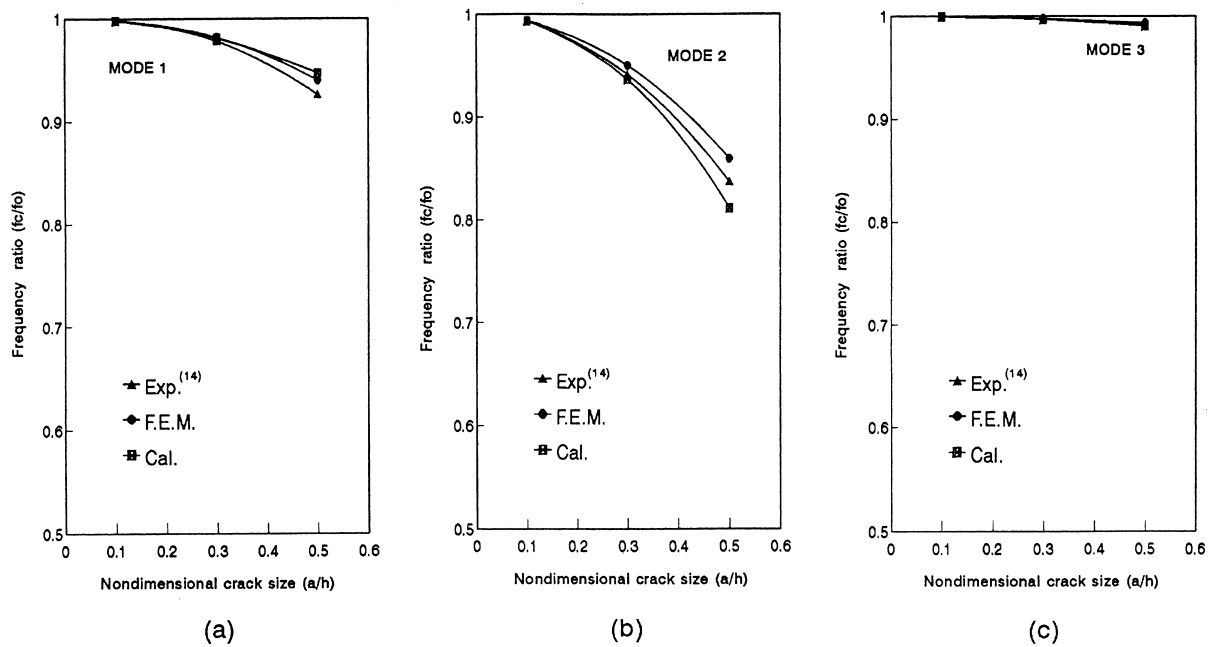 1
0.9
0.8
0.7
0.6
0.5
0 0.1 0.2 0.3 0.4 0.5 0.6
Frequency ratio (fc/fo)
Nondimensional crack size (a/h)
MODE 1
Exp.(14)
F.E.M.
Cal.
(a)
1
0.9
0.8
0.7
0.6
0.5
0 0.1 0.2 0.3 0.4 0.5 0.6
Frequency ratio (fc/fo)
Nondimensional crack size (a/h)
MODE 2
Exp.(14)
F.E.M.
Cal.
(b)
1
0.9
0.8
0.7
0.6
0.5
0 0.1 0.2 0.3 0.4 0.5 0.6
Frequency ratio (fc/fo)
Nondimensional crack size (a/h)
MODE 3
Exp.(14)
F.E.M.
Cal.
(c)